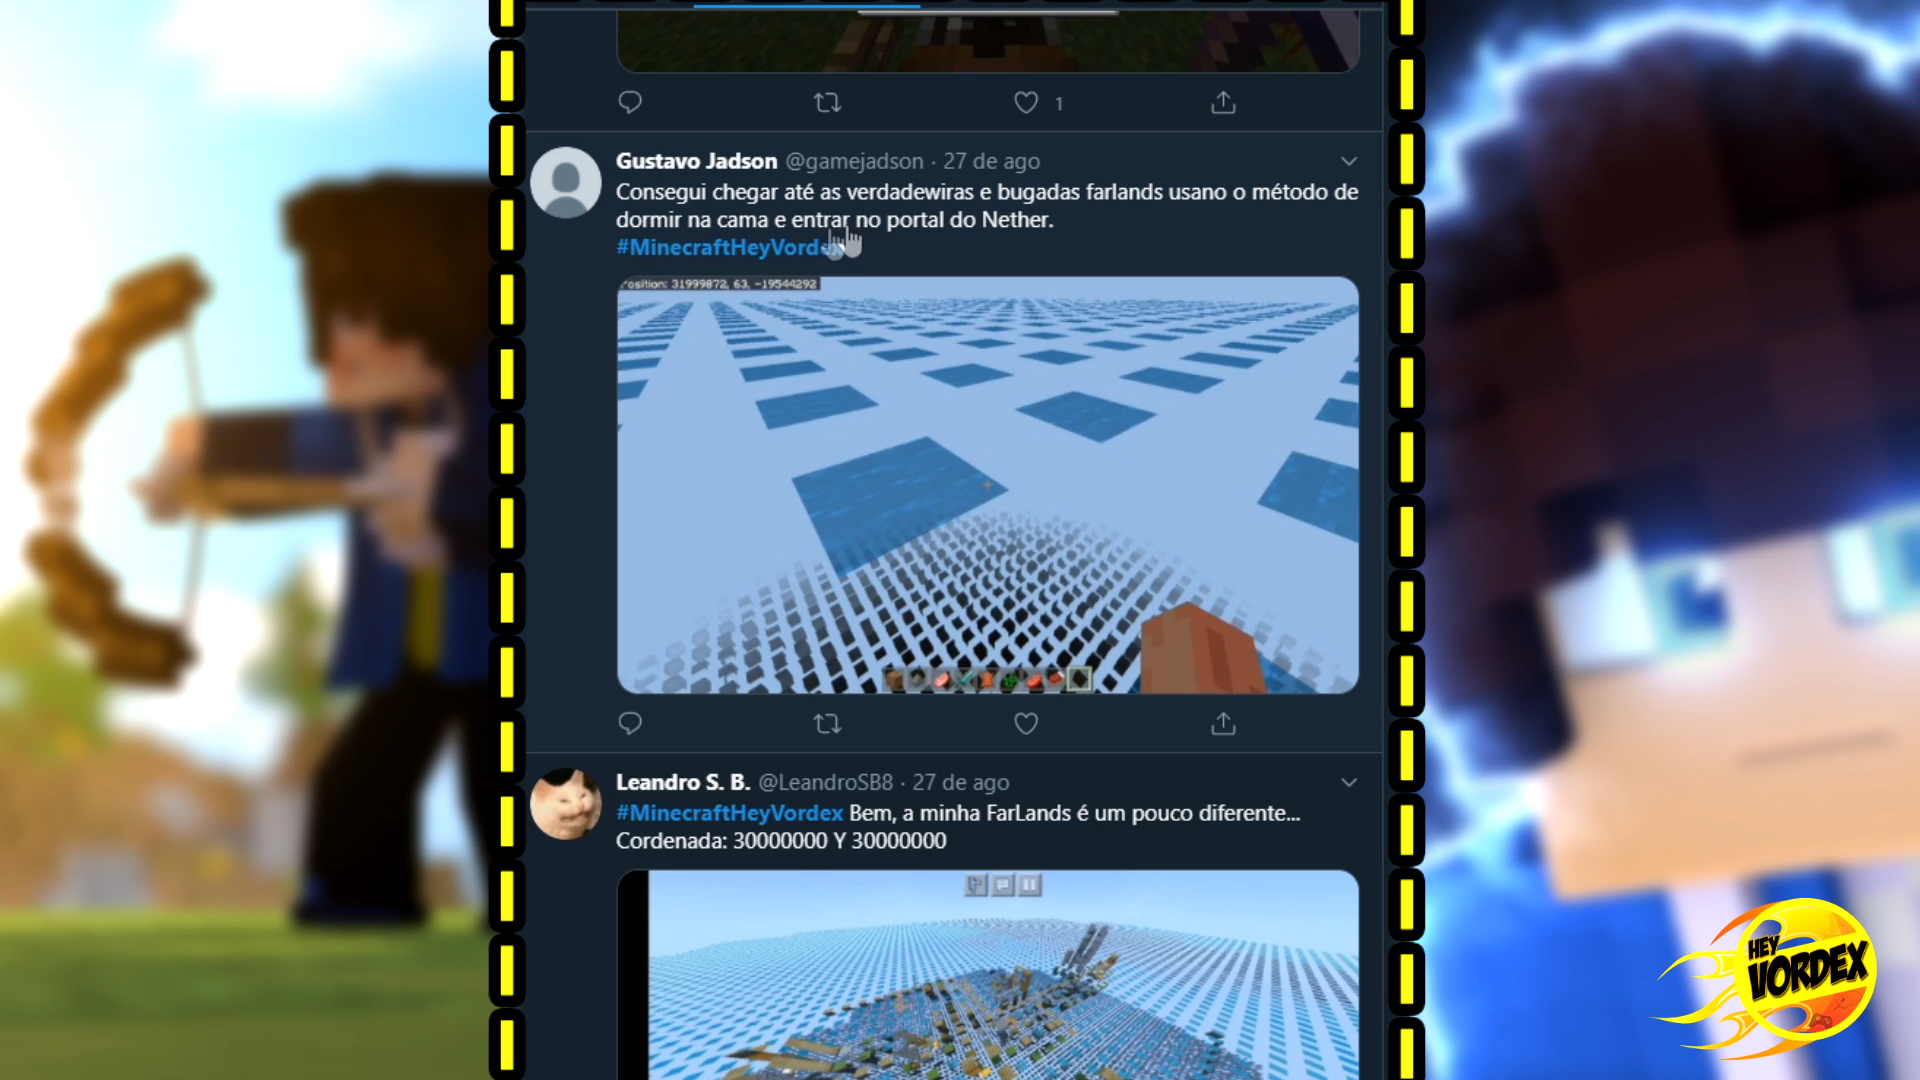 1
Gustavo Jadson @gamejadson · 27 de ago
Consegui chegar até as verdadewiras e bugadas farlands usano o método de
dormir na cama e entrar no portal do Nether.
#MinecraftHeyVordex
osition: 31999872, 63, -19544292
Leandro S. B. @LeandroSB8 · 27 de ago
#MinecraftHeyVordex Bem, a minha FarLands é um pouco diferente...
Cordenada: 30000000 Y 30000000
HEY
VORDEX